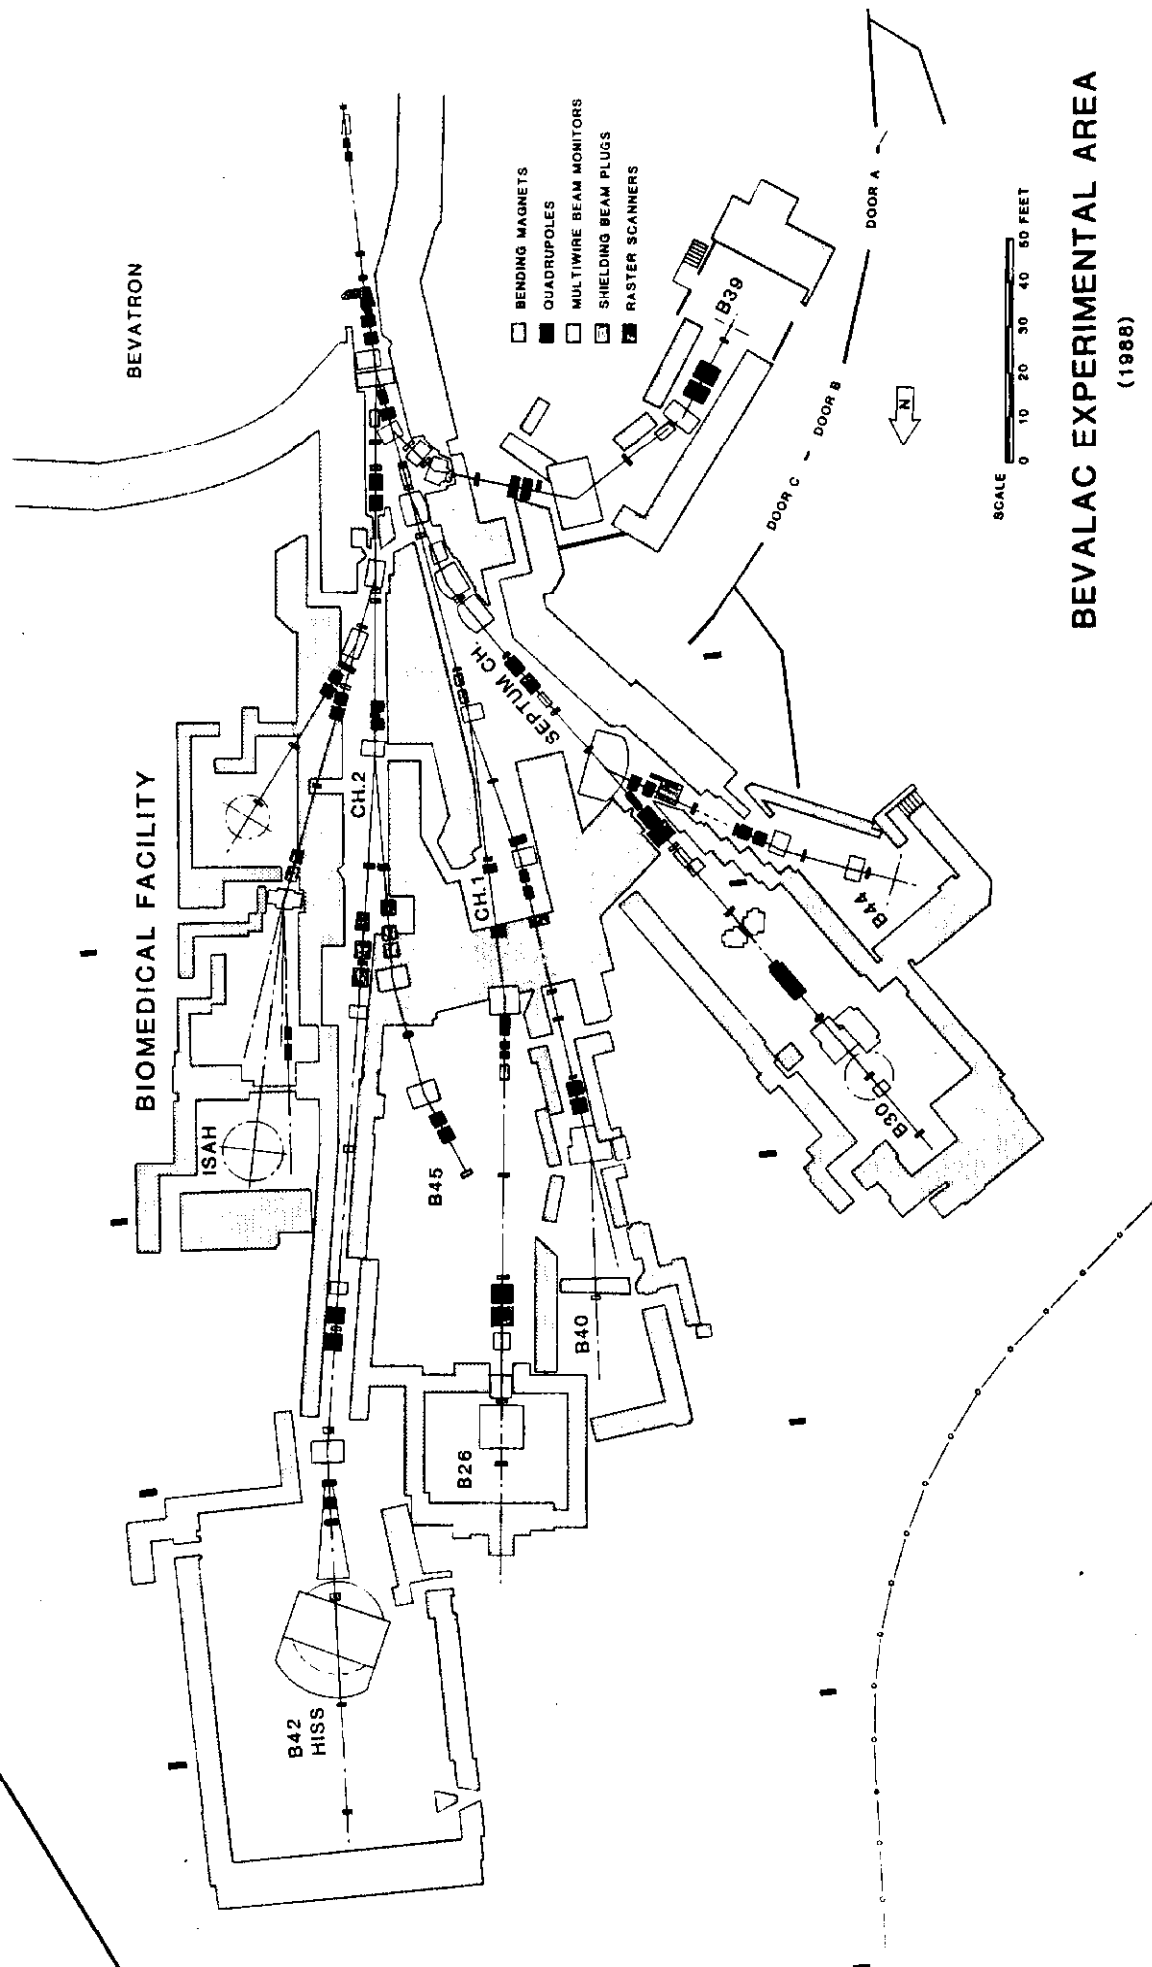 BEVATRON
BENDING MAGNETS
QUADRUPOLES
MULTIWIRE BEAM MONITORS
SHIELDING BEAM PLUGS
RASTER SCANNERS
BIOMEDICAL FACILITY
CH.2
CH.1
SEPTUM CH.
ISAH
B39
B44
B30
B45
B40
B26
B42
HISS
DOOR A
DOOR B
DOOR C
N
SCALE
0 10 20 30 40 50 FEET
BEVALAC EXPERIMENTAL AREA
(1988)